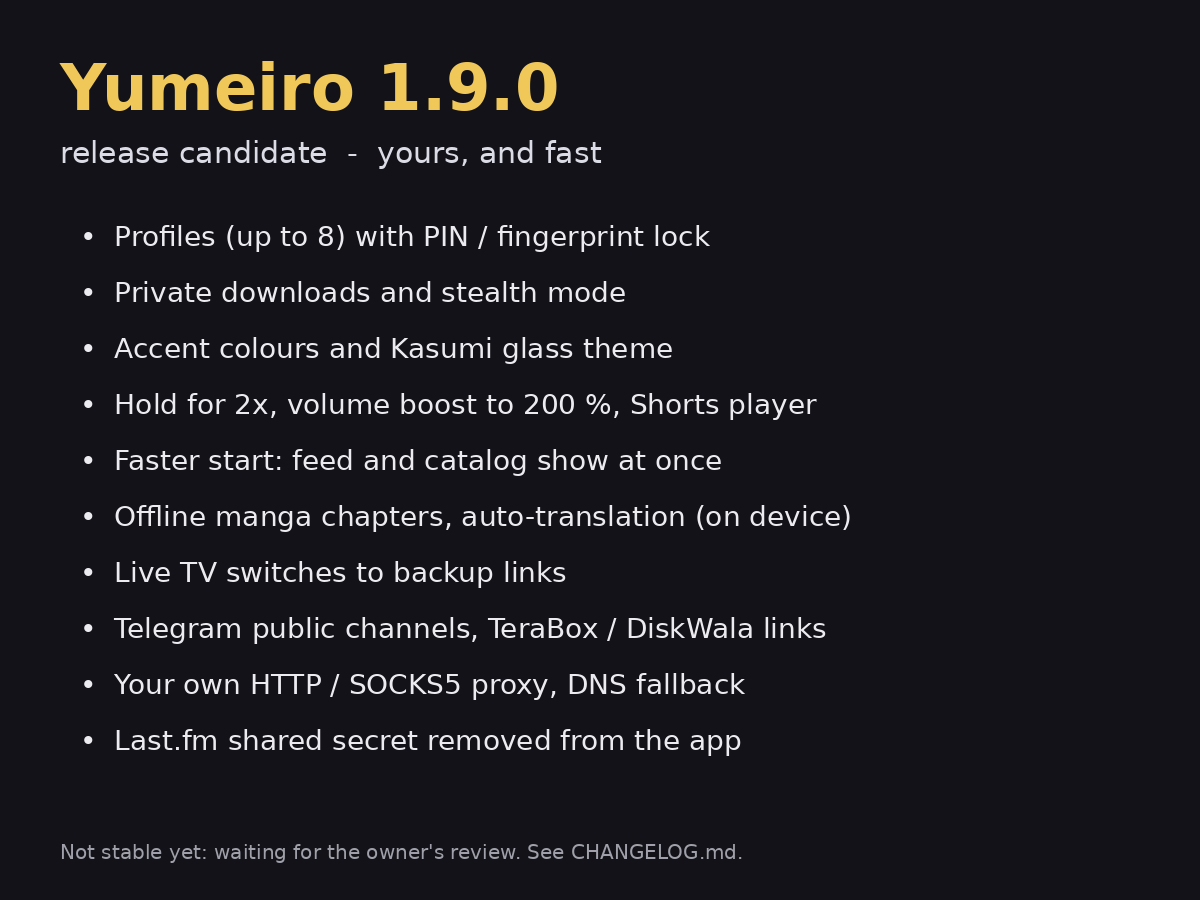 Yumeiro 1.9.0
release candidate - yours, and fast
• Profiles (up to 8) with PIN / fingerprint lock
• Private downloads and stealth mode
• Accent colours and Kasumi glass theme
• Hold for 2x, volume boost to 200 %, Shorts player
• Faster start: feed and catalog show at once
• Offline manga chapters, auto-translation (on device)
• Live TV switches to backup links
• Telegram public channels, TeraBox / DiskWala links
• Your own HTTP / SOCKS5 proxy, DNS fallback
• Last.fm shared secret removed from the app
Not stable yet: waiting for the owner's review. See CHANGELOG.md.